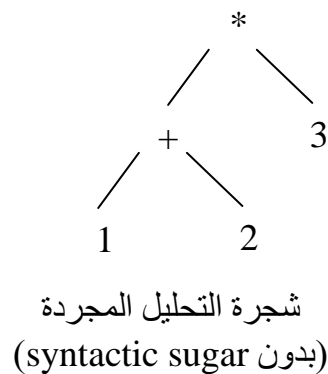 *
+ 3
1 2
شجرة التحليل المجردة
(بدون syntactic sugar)